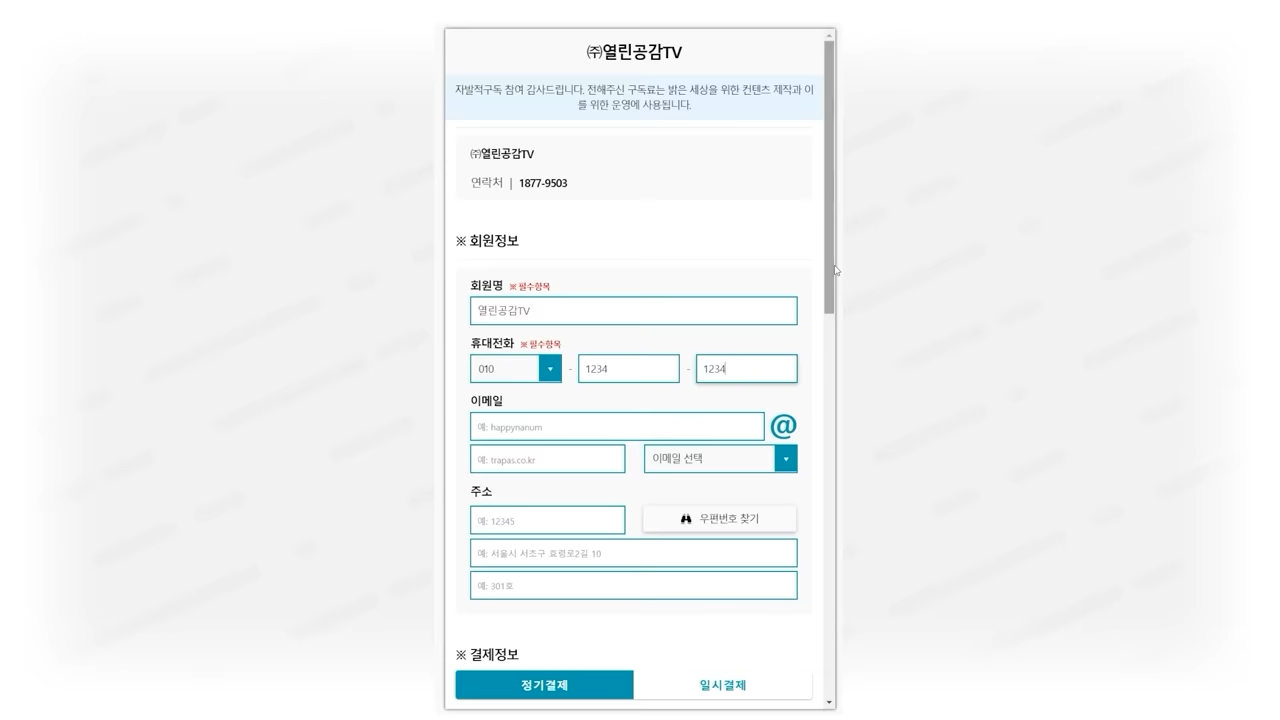 ㈜열린공감TV
자발적구독 참여 감사드립니다. 전해주신 구독료는 밝은 세상을 위한 컨텐츠 제작과 이
를 위한 운영에 사용됩니다.
㈜열린공감TV
연락처 | 1877-9503
※ 회원정보
회원명 ※ 필수항목
열린공감TV
휴대전화 ※ 필수항목
010 - 1234 - 1234
이메일
예: happynanum @
예: trapas.co.kr 이메일 선택
주소
예: 12345 우편번호 찾기
예: 서울시 서초구 효령로2길 10
예: 301호
※ 결제정보
정기결제 일시결제